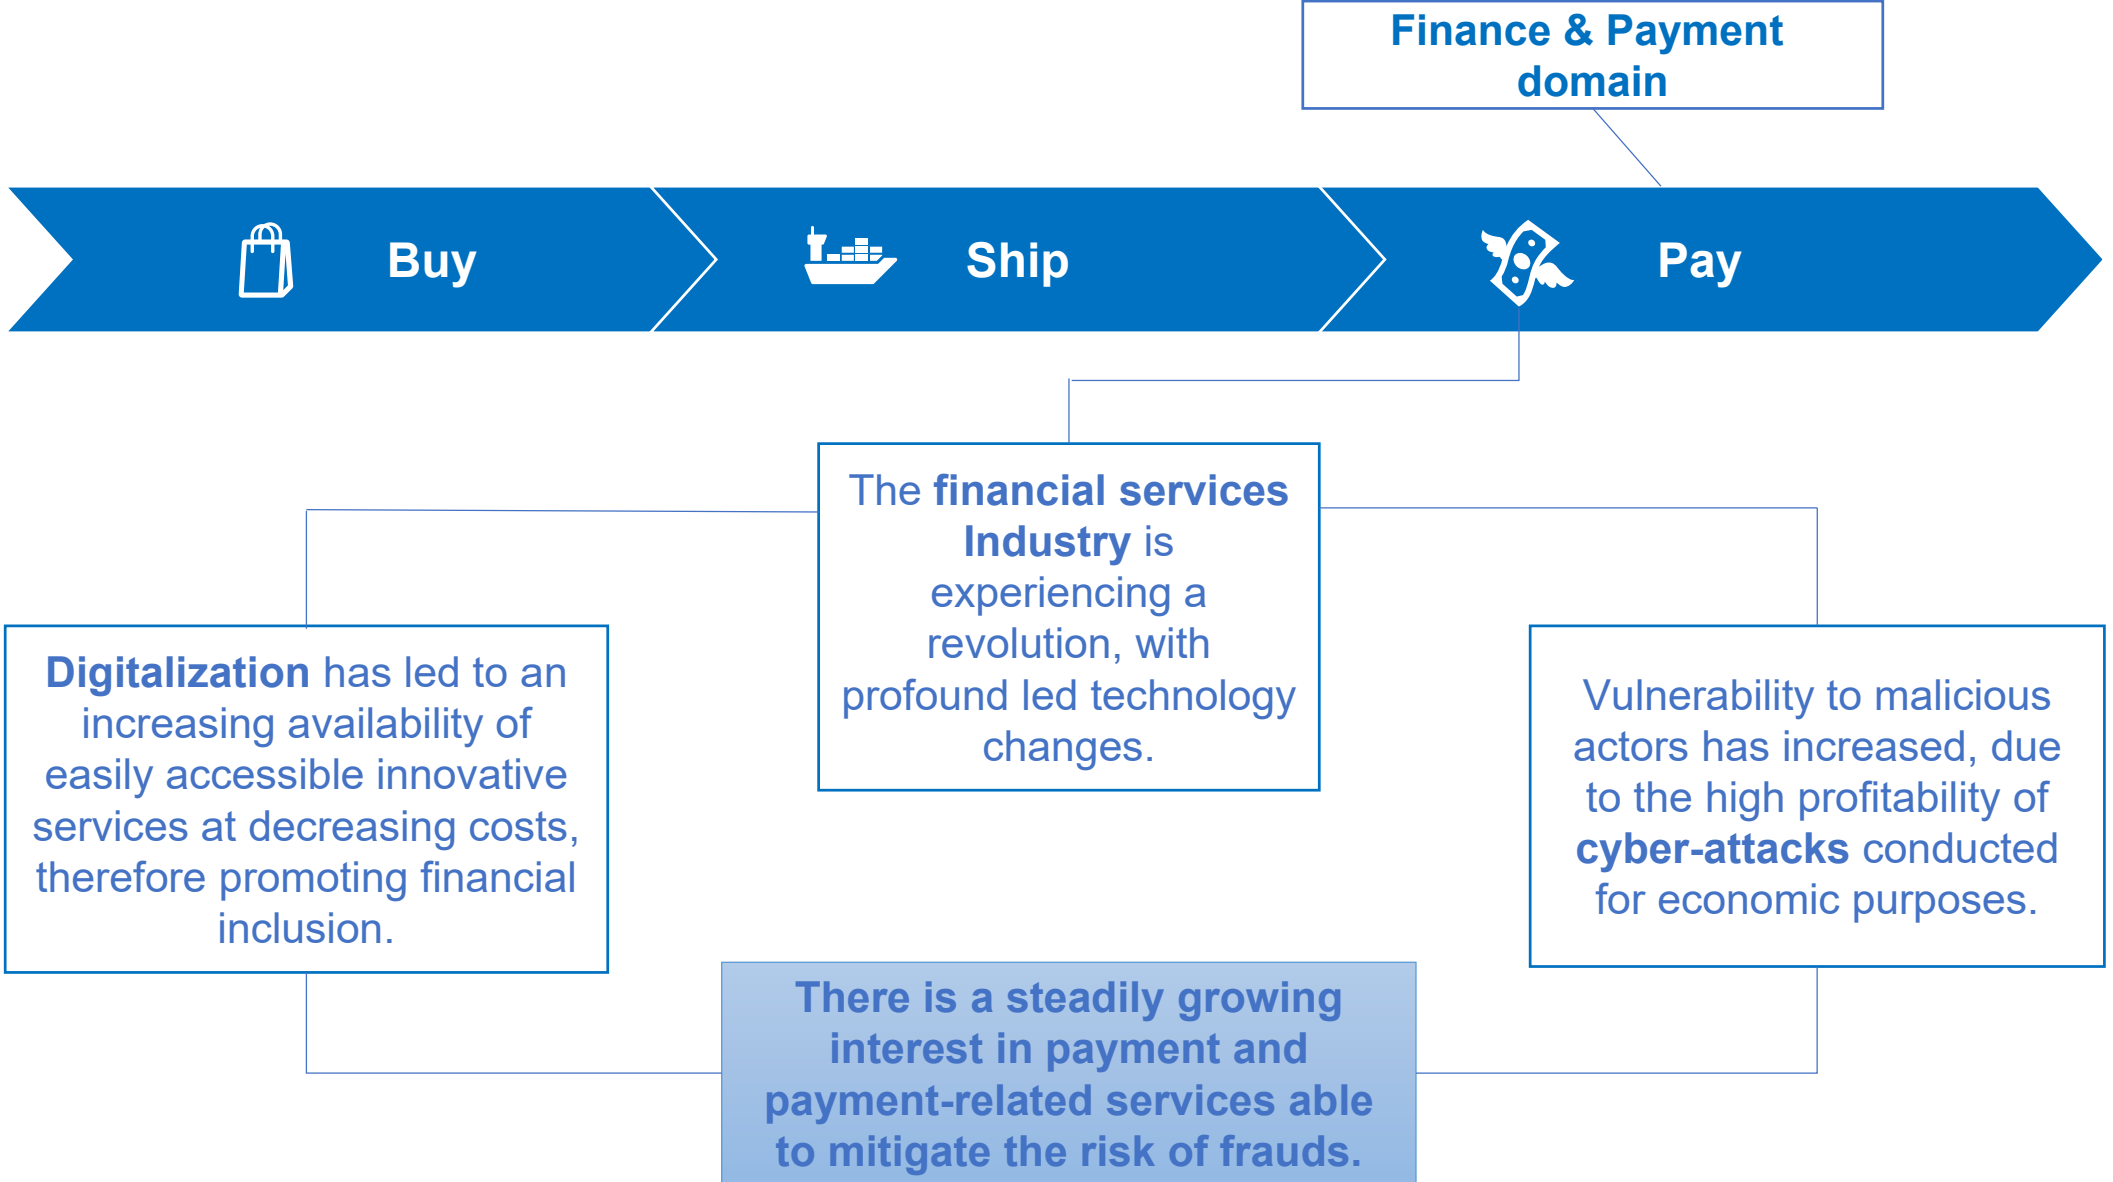 Finance & Payment
domain
Buy
Ship
Pay
The financial services
Industry is
experiencing a
revolution, with
profound led technology
changes.
Digitalization has led to an
increasing availability of
easily accessible innovative
services at decreasing costs,
therefore promoting financial
inclusion.
Vulnerability to malicious
actors has increased, due
to the high profitability of
cyber-attacks conducted
for economic purposes.
There is a steadily growing
interest in payment and
payment-related services able
to mitigate the risk of frauds.